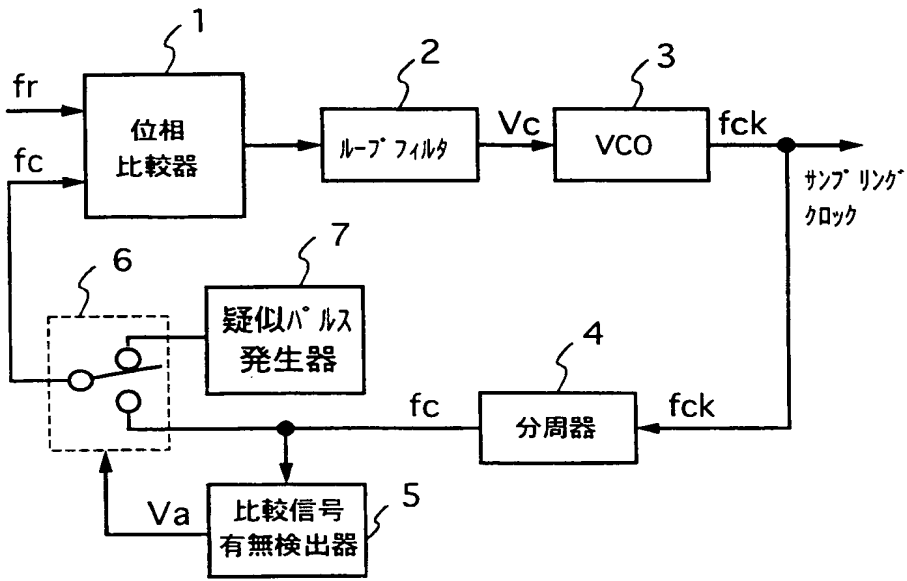 1
2
3
fr
位相
比較器
fc
ループフィルタ
Vc
VCO
fck
サンプリング
クロック
6
7
疑似パルス
発生器
4
fc
分周器
fck
Va
比較信号
有無検出器
5